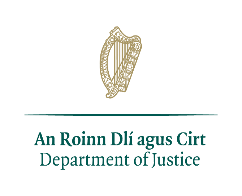 An Roinn Dlí agus Cirt
Department of Justice